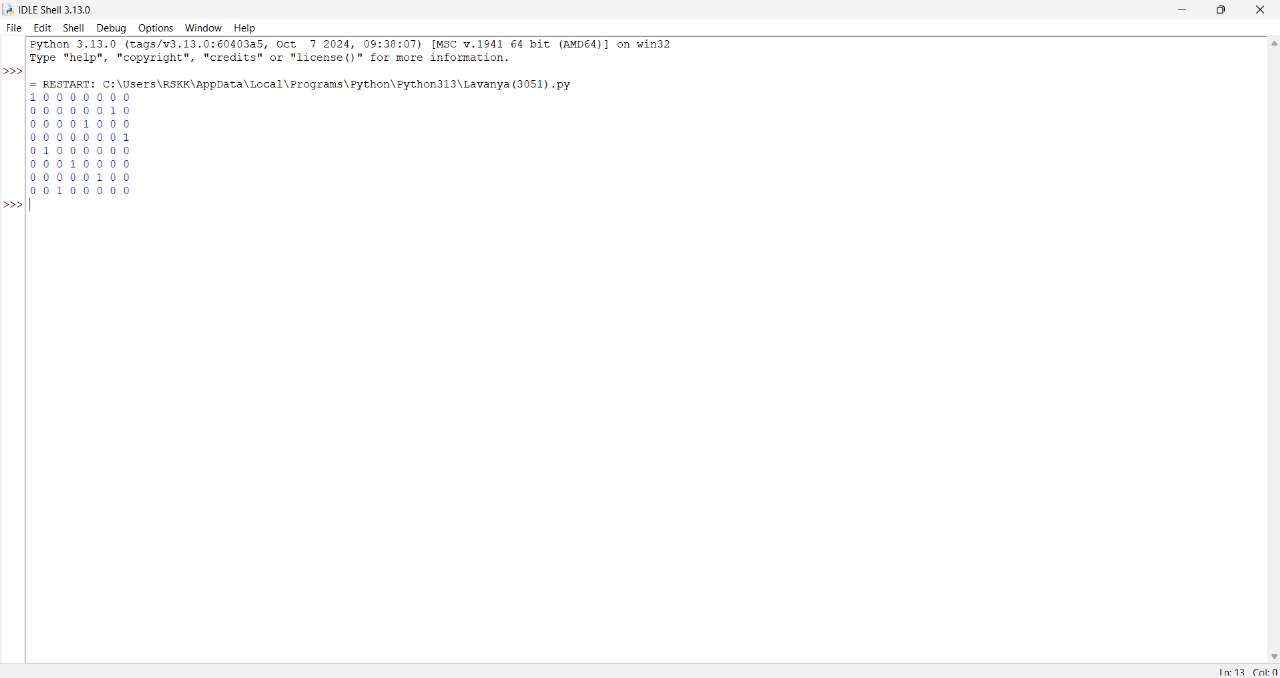 IDLE Shell 3.13.0
File Edit Shell Debug Options Window Help
Python 3.13.0 (tags/v3.13.0:60403a5, Oct  7 2024, 09:38:07) [MSC v.1941 64 bit (AMD64)] on win32
Type "help", "copyright", "credits" or "license()" for more information.
>>>
= RESTART: C:\Users\RSKK\AppData\Local\Programs\Python\Python313\Lavanya(3051).py
1 0 0 0 0 0 0 0
0 0 0 0 0 0 1 0
0 0 0 0 1 0 0 0
0 0 0 0 0 0 0 1
0 1 0 0 0 0 0 0
0 0 0 1 0 0 0 0
0 0 0 0 0 1 0 0
0 0 1 0 0 0 0 0
>>>
Ln: 13 Col: 0